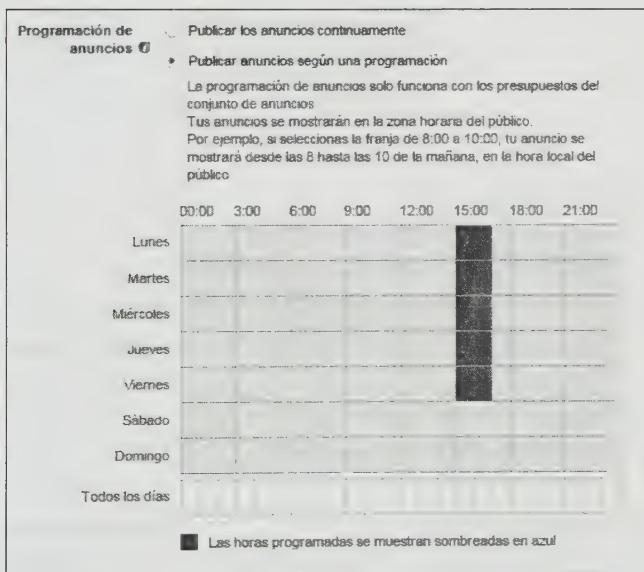 Programación de anuncios
Publicar los anuncios continuamente
Publicar anuncios según una programación
La programación de anuncios solo funciona con los presupuestos del
conjunto de anuncios
Tus anuncios se mostrarán en la zona horaria del público.
Por ejemplo, si seleccionas la franja de 8:00 a 10:00, tu anuncio se
mostrará desde las 8 hasta las 10 de la mañana, en la hora local del
público
00:00 3:00 6:00 9:00 12:00 15:00 18:00 21:00
Lunes
Martes
Miércoles
Jueves
Viernes
Sábado
Domingo
Todos los días
Las horas programadas se muestran sombreadas en azul